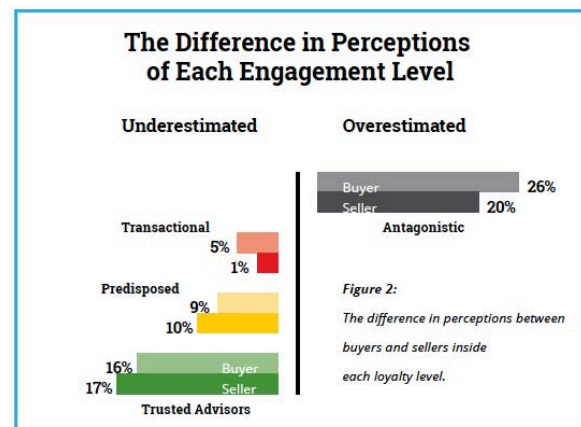 The Difference in Perceptions
of Each Engagement Level
Underestimated
Overestimated
Buyer
26%
Seller
20%
Antagonistic
Transactional
5%
1%
Predisposed
9%
10%
16%
Buyer
17%
Seller
Trusted Advisors
Figure 2:
The difference in perceptions between
buyers and sellers inside
each loyalty level.